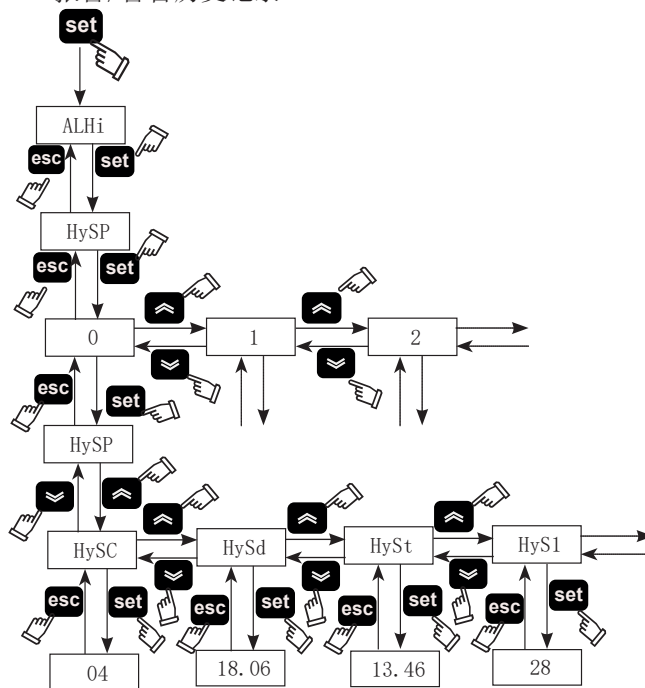 set
ALHi
esc
set
HySP
esc
set
0
1
2
esc
set
HySP
HySC
HySd
HySt
HyS1
esc
set
esc
set
esc
set
esc
set
04
18.06
13.46
28